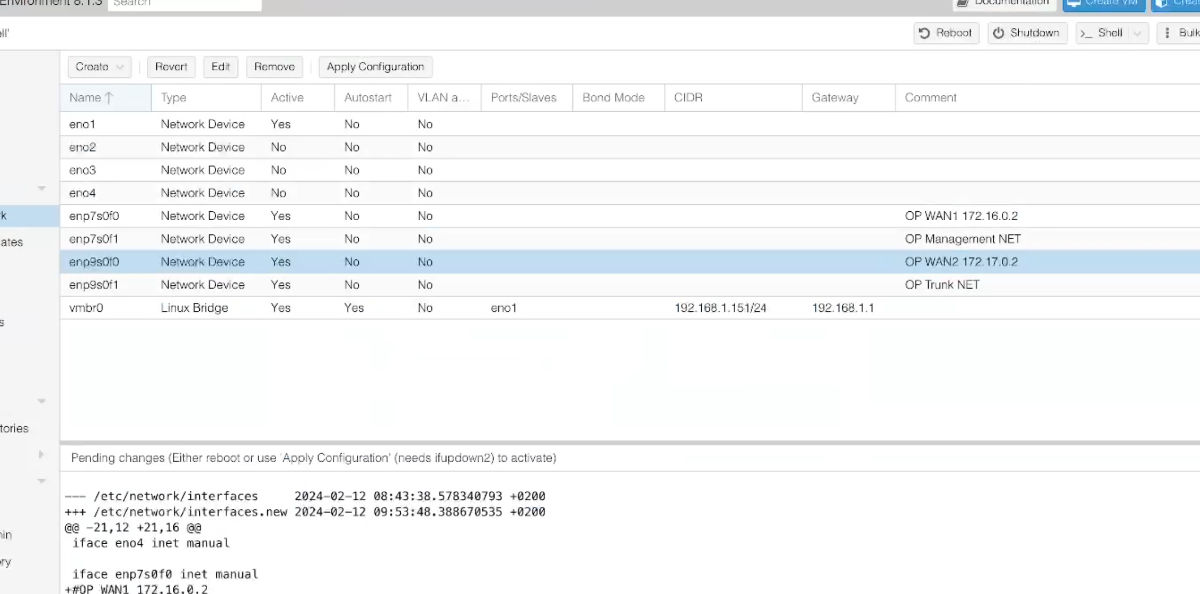 Environment 8.1.3 Search Documentation Create VM
Reboot Shutdown >_ Shell Bulk
Create Revert Edit Remove Apply Configuration
Name Type Active Autostart VLAN a... Ports/Slaves Bond Mode CIDR Gateway Comment
eno1 Network Device Yes No No
eno2 Network Device No No No
eno3 Network Device No No No
eno4 Network Device No No No
enp7s0f0 Network Device Yes No No OP WAN1 172.16.0.2
enp7s0f1 Network Device Yes No No OP Management NET
ates
enp9s0f0 Network Device Yes No No OP WAN2 172.17.0.2
enp9s0f1 Network Device Yes No No OP Trunk NET
vmbr0 Linux Bridge Yes Yes No eno1 192.168.1.151/24 192.168.1.1
tories
Pending changes (Either reboot or use 'Apply Configuration' (needs ifupdown2) to activate)
--- /etc/network/interfaces 2024-02-12 08:43:38.578340793 +0200
+++ /etc/network/interfaces.new 2024-02-12 09:53:48.388670535 +0200
@@ -21,12 +21,16 @@
iface eno4 inet manual
iface enp7s0f0 inet manual
+#OP WAN1 172.16.0.2